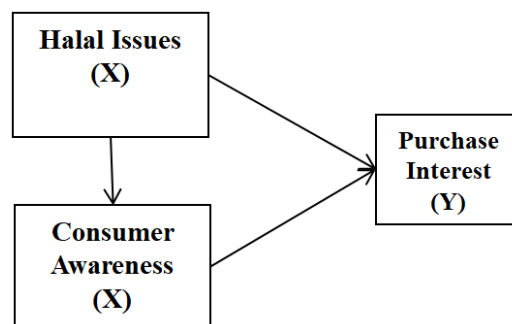 Halal Issues
(X)
Purchase
Interest
(Y)
Consumer
Awareness
(X)